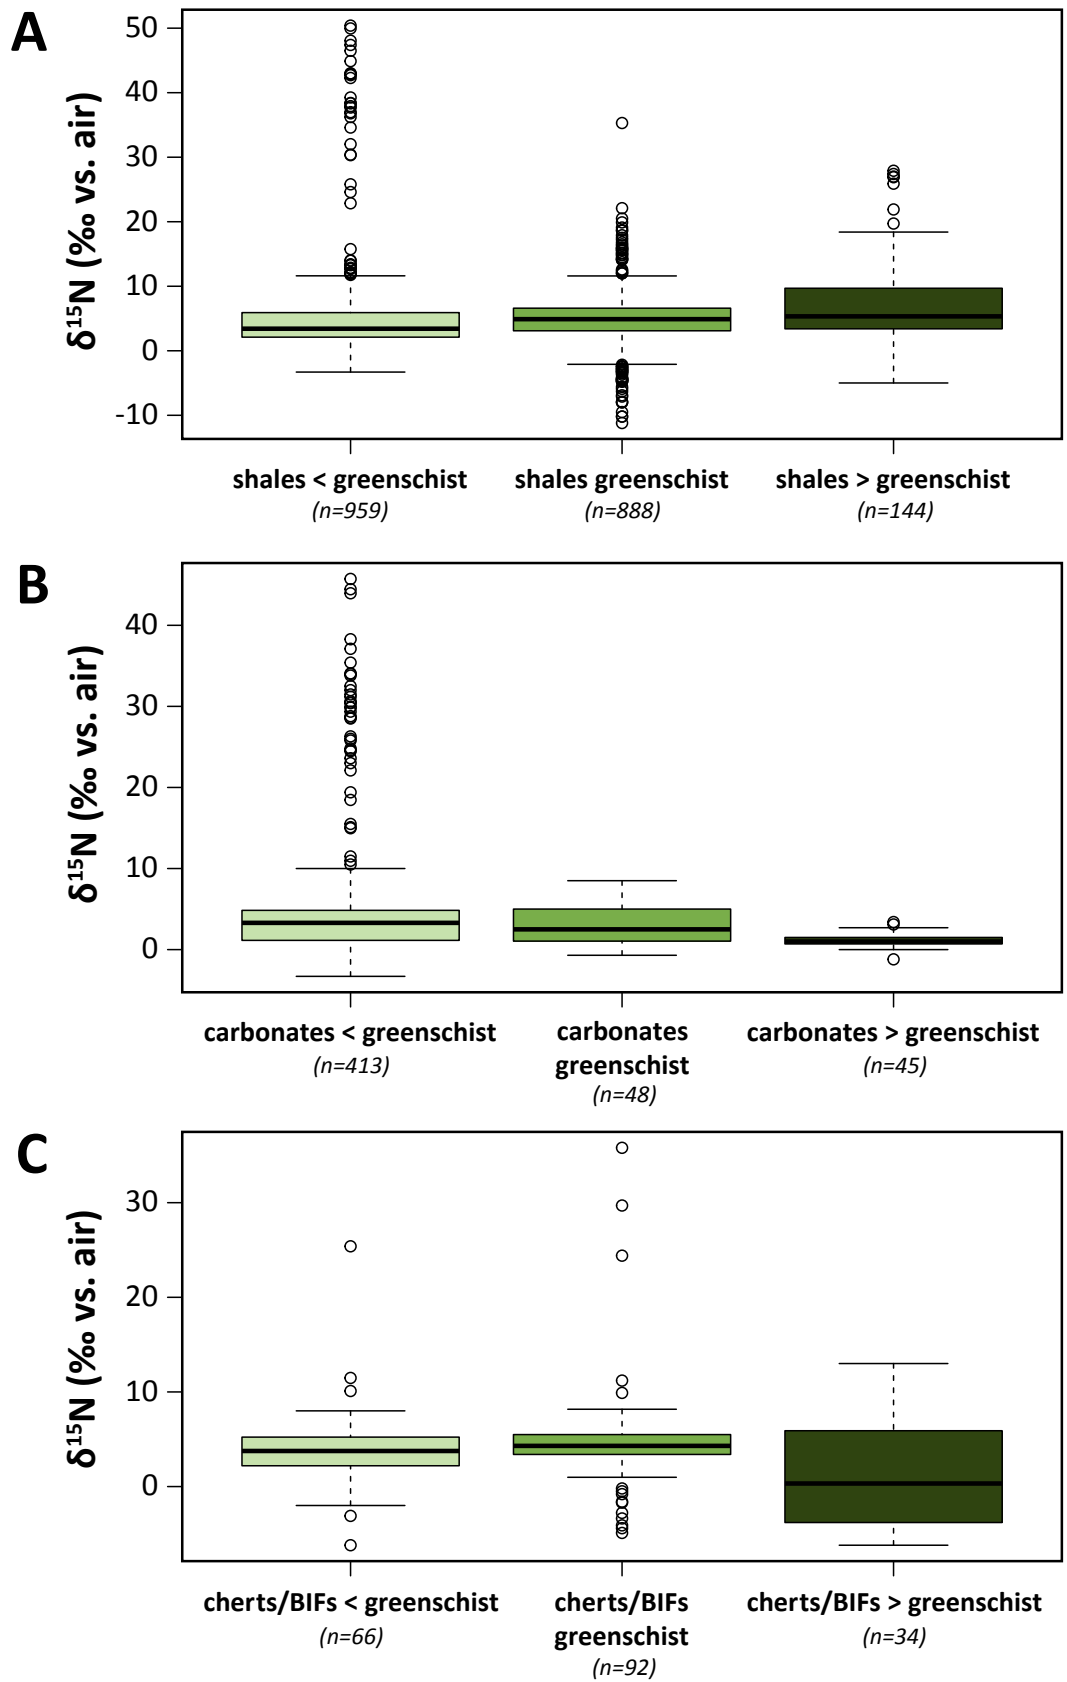 A
δ¹⁵N (‰ vs. air)
50
40
30
20
10
0
-10
shales < greenschist
shales greenschist
shales > greenschist
(n=959)
(n=888)
(n=144)
B
δ¹⁵N (‰ vs. air)
40
30
20
10
0
carbonates < greenschist
(n=413)
carbonates
greenschist
(n=48)
carbonates > greenschist
(n=45)
C
δ¹⁵N (‰ vs. air)
30
20
10
0
cherts/BIFs < greenschist
(n=66)
cherts/BIFs
greenschist
(n=92)
cherts/BIFs > greenschist
(n=34)